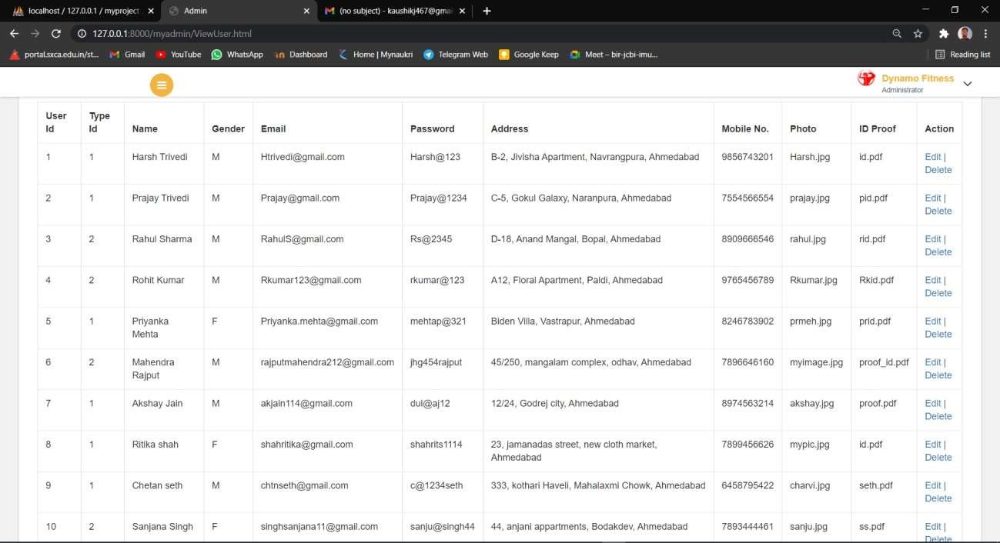 localhost / 127.0.0.1 / myproject
Admin
(no subject) - kaushikj467@gmai
127.0.0.1:8000/myadmin/ViewUser.html
portal.sxca.edu.in/st... Gmail YouTube WhatsApp Dashboard Home | Mynaukri Telegram Web Google Keep Meet – bir-jcbi-imu... Reading list
Dynamo Fitness
Administrator
User Id Type Id Name Gender Email Password Address Mobile No. Photo ID Proof Action
1 1 Harsh Trivedi M Htrivedi@gmail.com Harsh@123 B-2, Jivisha Apartment, Navrangpura, Ahmedabad 9856743201 Harsh.jpg id.pdf Edit |
Delete
2 1 Prajay Trivedi M Prajay@gmail.com Prajay@1234 C-5, Gokul Galaxy, Naranpura, Ahmedabad 7554566554 prajay.jpg pid.pdf Edit |
Delete
3 2 Rahul Sharma M RahulS@gmail.com Rs@2345 D-18, Anand Mangal, Bopal, Ahmedabad 8909666546 rahul.jpg rid.pdf Edit |
Delete
4 2 Rohit Kumar M Rkumar123@gmail.com rkumar@123 A12, Floral Apartment, Paldi, Ahmedabad 9765456789 Rkumar.jpg Rkid.pdf Edit |
Delete
5 1 Priyanka F Priyanka.mehta@gmail.com mehtap@321 Biden Villa, Vastrapur, Ahmedabad 8246783902 prmeh.jpg prid.pdf Edit |
Mehta Delete
6 2 Mahendra M rajputmahendra212@gmail.com jhg454rajput 45/250, mangalam complex, odhav, Ahmedabad 7896646160 myimage.jpg proof_id.pdf Edit |
Rajput Delete
7 1 Akshay Jain M akjain114@gmail.com dui@aj12 12/24, Godrej city, Ahmedabad 8974563214 akshay.jpg proof.pdf Edit |
Delete
8 1 Ritika shah F shahritika@gmail.com shahrits1114 23, jamanadas street, new cloth market, 7899456626 mypic.jpg id.pdf Edit |
Ahmedabad Delete
9 1 Chetan seth M chtnseth@gmail.com c@1234seth 333, kothari Haveli, Mahalaxmi Chowk, Ahmedabad 6458795422 charvi.jpg seth.pdf Edit |
Delete
10 2 Sanjana Singh F singhsanjana11@gmail.com sanju@singh44 44, anjani appartments, Bodakdev, Ahmedabad 7893444461 sanju.jpg ss.pdf Edit |
Delete